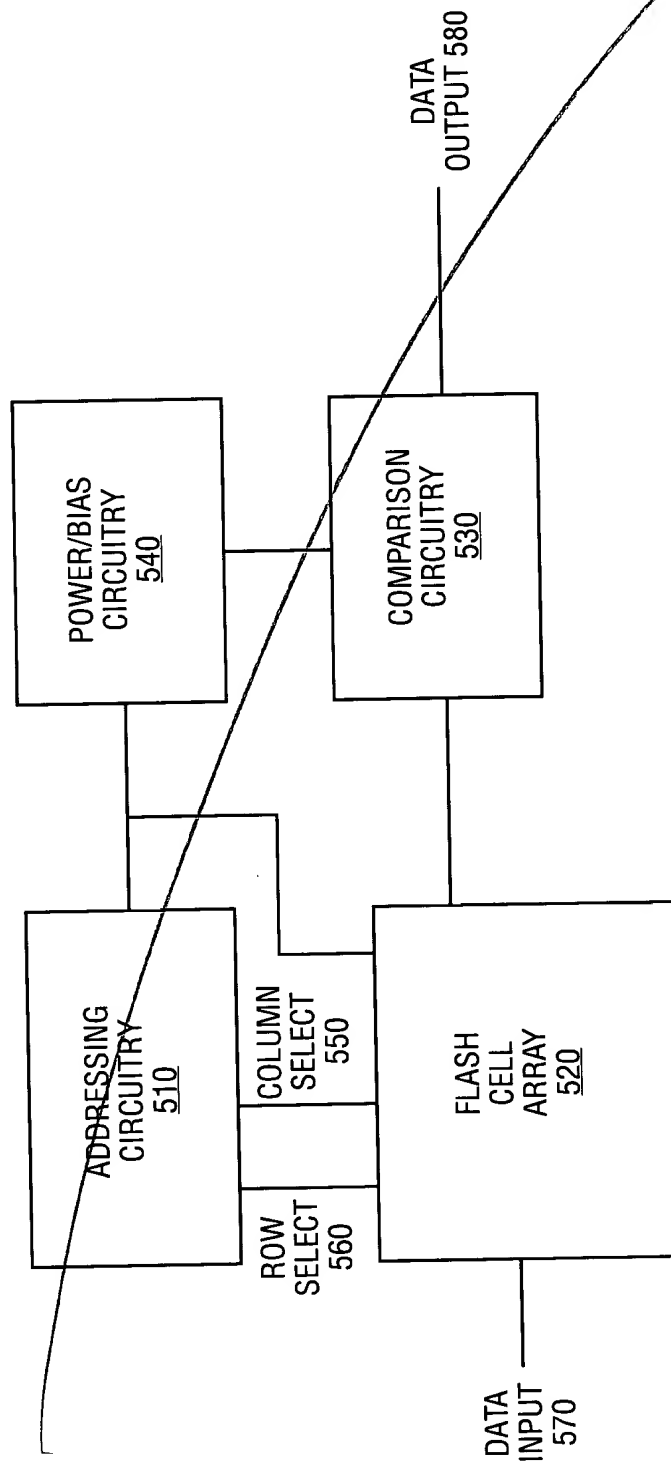 ADDRESSING
CIRCUITRY
510
POWER/BIAS
CIRCUITRY
540
ROW
SELECT
560
COLUMN
SELECT
550
DATA
INPUT
570
FLASH
CELL
ARRAY
520
COMPARISON
CIRCUITRY
530
DATA
OUTPUT 580